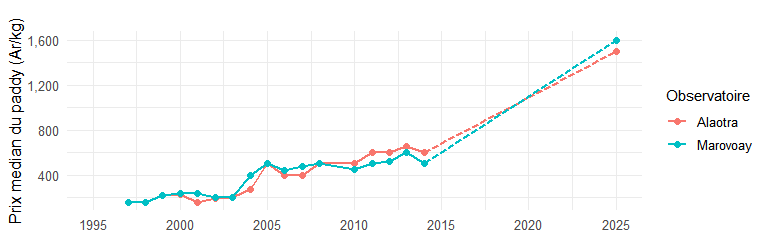 Prix median du paddy (Ar/kg)
1,600
1,200
800
400
1995
2000
2005
2010
2015
2020
2025
Observatoire
Alaotra
Marovoay